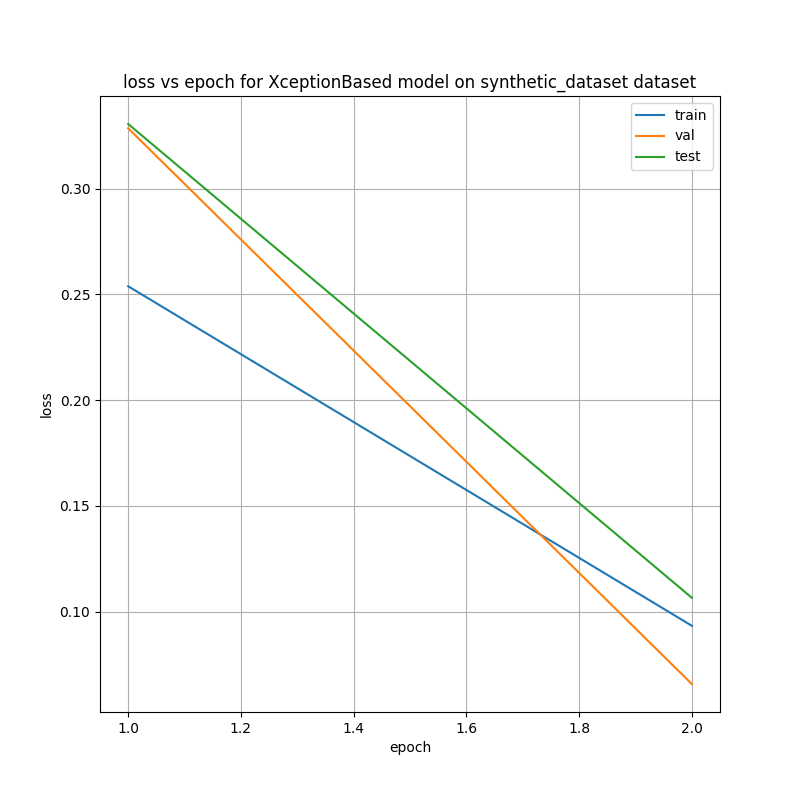 loss vs epoch for XceptionBased model on synthetic_dataset dataset
train
val
test
0.30
0.25
0.20
0.15
0.10
loss
1.0 1.2 1.4 1.6 1.8 2.0
epoch